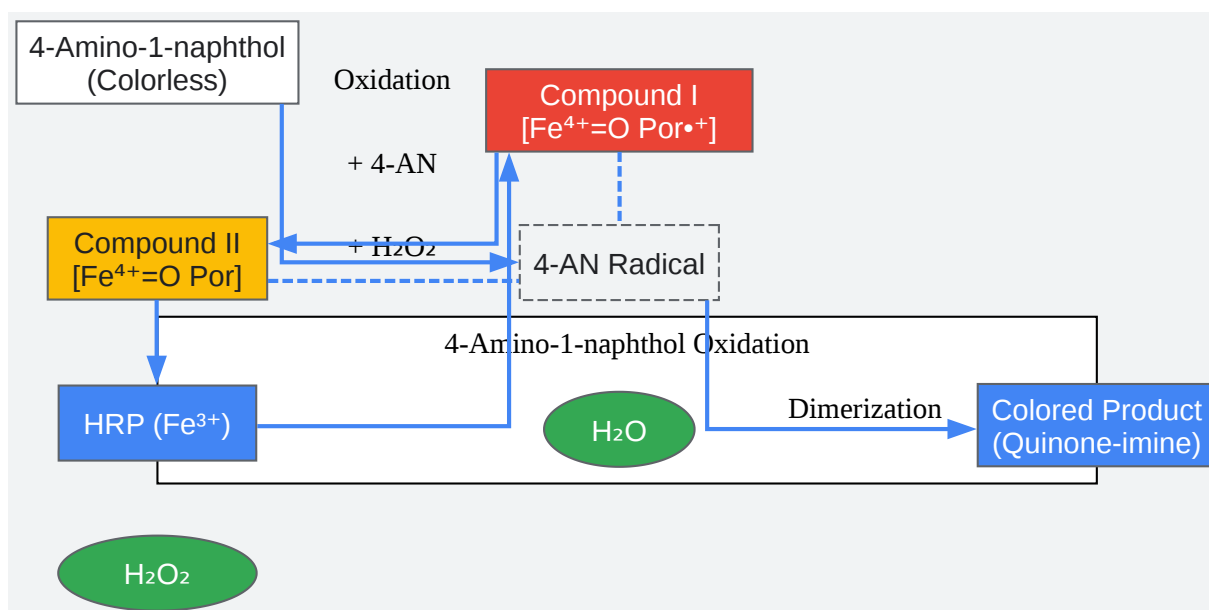 4-Amino-1-naphthol
(Colorless)
Oxidation
Compound I
[Fe⁴⁺=O Por•⁺]
+ 4-AN
Compound II
[Fe⁴⁺=O Por]
+ H₂O₂
4-AN Radical
4-Amino-1-naphthol Oxidation
HRP (Fe³⁺)
H₂O
Dimerization
Colored Product
(Quinone-imine)
H₂O₂